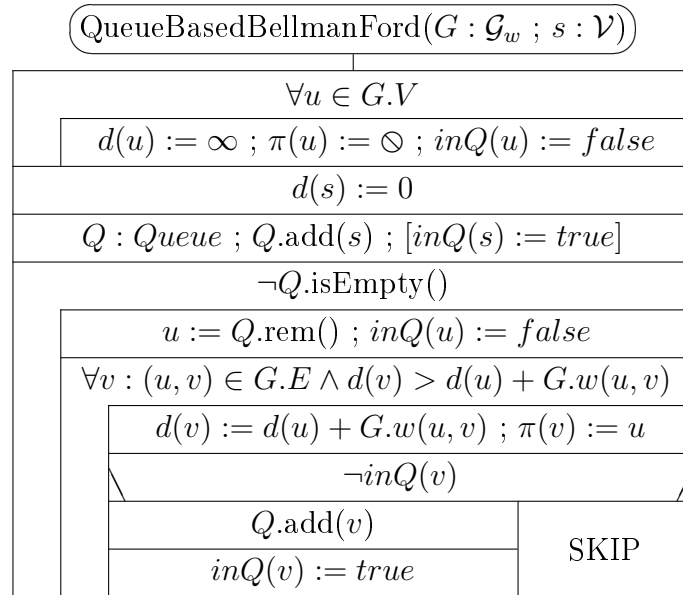 QueueBasedBellmanFord(G : 𝒢_w ; s : 𝒱)
∀u ∈ G.V
d(u) := ∞ ; π(u) := ⦸ ; inQ(u) := false
d(s) := 0
Q : Queue ; Q.add(s) ; [inQ(s) := true]
¬Q.isEmpty()
u := Q.rem() ; inQ(u) := false
∀v : (u, v) ∈ G.E ∧ d(v) > d(u) + G.w(u, v)
d(v) := d(u) + G.w(u, v) ; π(v) := u
¬inQ(v)
Q.add(v)
SKIP
inQ(v) := true